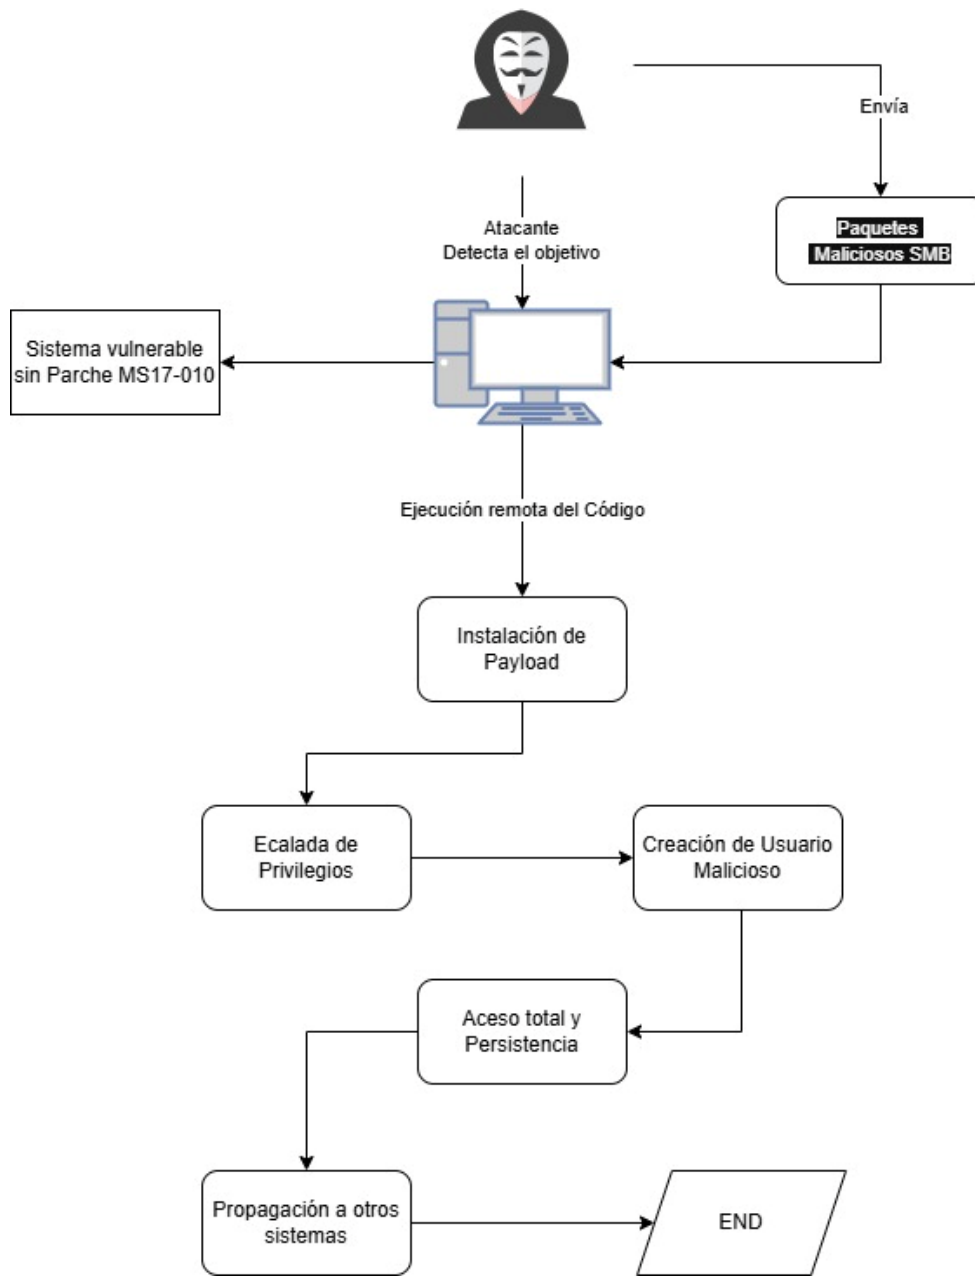 Envía
Paquetes
Maliciosos SMB
Atacante
Detecta el objetivo
Sistema vulnerable
sin Parche MS17-010
Ejecución remota del Código
Instalación de
Payload
Ecalada de
Privilegios
Creación de Usuario
Malicioso
Aceso total y
Persistencia
Propagación a otros
sistemas
END